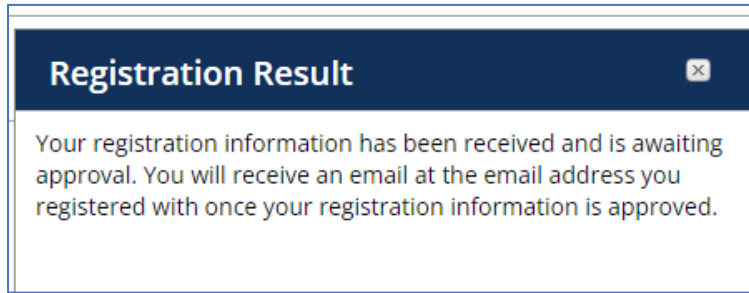 Registration Result
Your registration information has been received and is awaiting
approval. You will receive an email at the email address you
registered with once your registration information is approved.